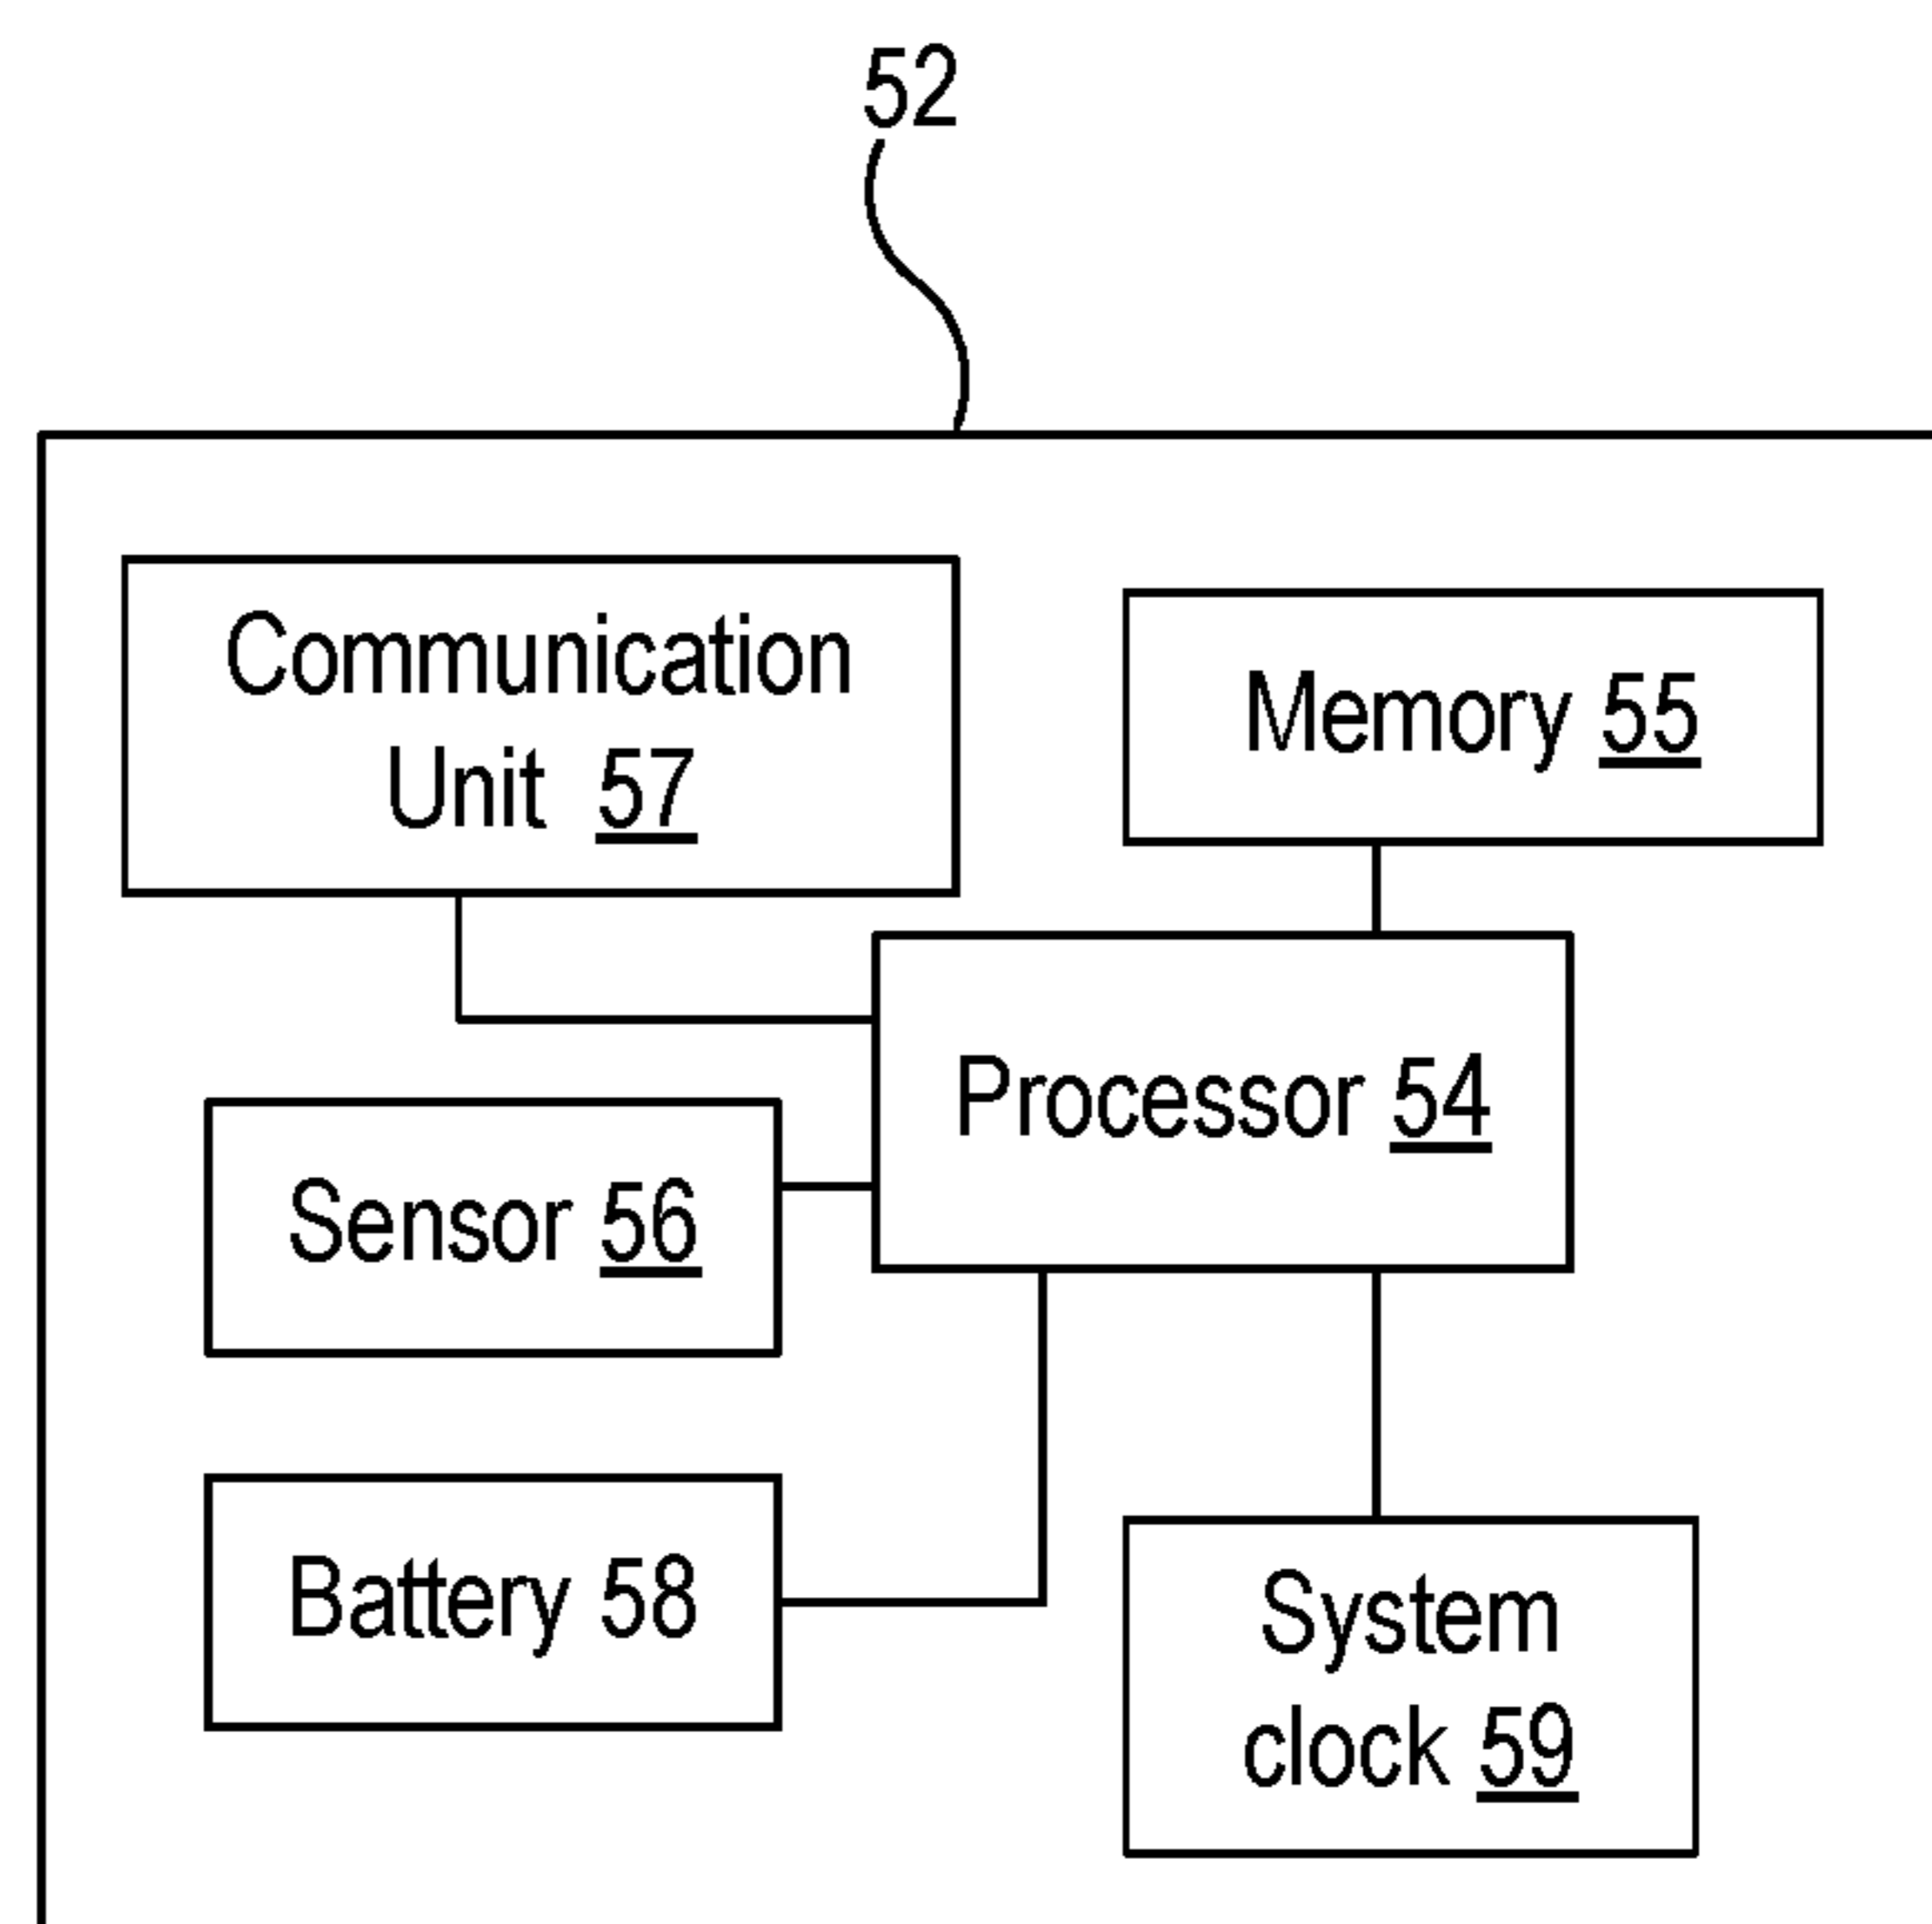 52
Communication
Unit 57
Memory 55
Processor 54
Sensor 56
Battery 58
System
clock 59